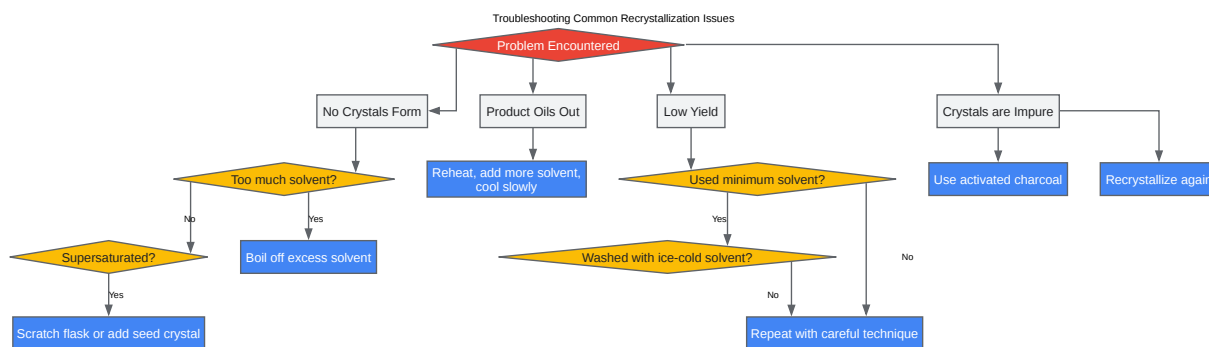 Troubleshooting Common Recrystallization Issues
Problem Encountered
No Crystals Form
Product Oils Out
Low Yield
Crystals are Impure
Too much solvent?
Reheat, add more solvent,
cool slowly
Used minimum solvent?
Use activated charcoal
Recrystallize again
No
Yes
Yes
Supersaturated?
Boil off excess solvent
Washed with ice-cold solvent?
No
Yes
No
Scratch flask or add seed crystal
Repeat with careful technique